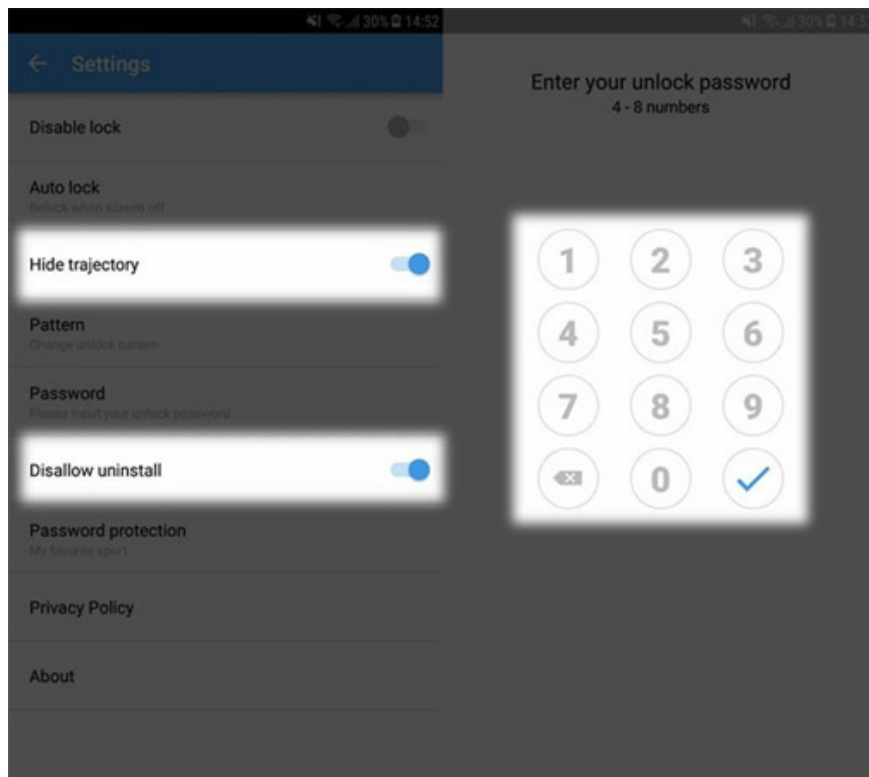 30% 14:52
Settings
Disable lock
Auto lock
Relock when screen off
Hide trajectory
Pattern
Change unlock pattern
Password
Please input your unlock password
Disallow uninstall
Password protection
My favorite sport
Privacy Policy
About
30%
Enter your unlock password
4 - 8 numbers
1 2 3
4 5 6
7 8 9
0